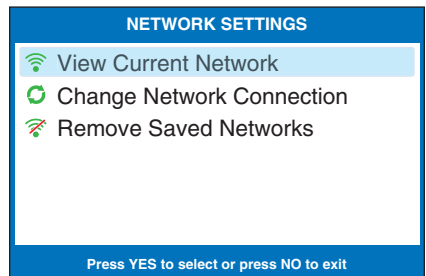 NETWORK SETTINGS
View Current Network
Change Network Connection
Remove Saved Networks
Press YES to select or press NO to exit